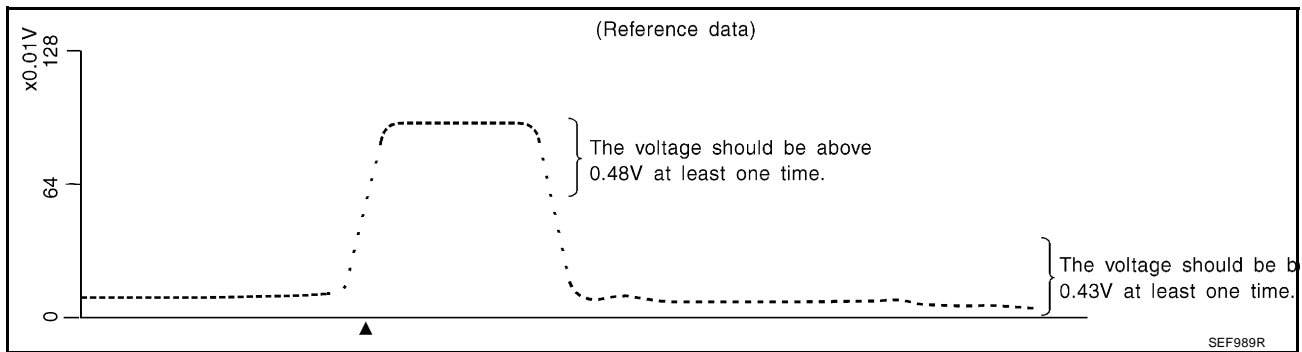 (Reference data)
x0.01V
128
The voltage should be above
0.48V at least one time.
64
The voltage should be
0.43V at least one time.
0
SEF989R